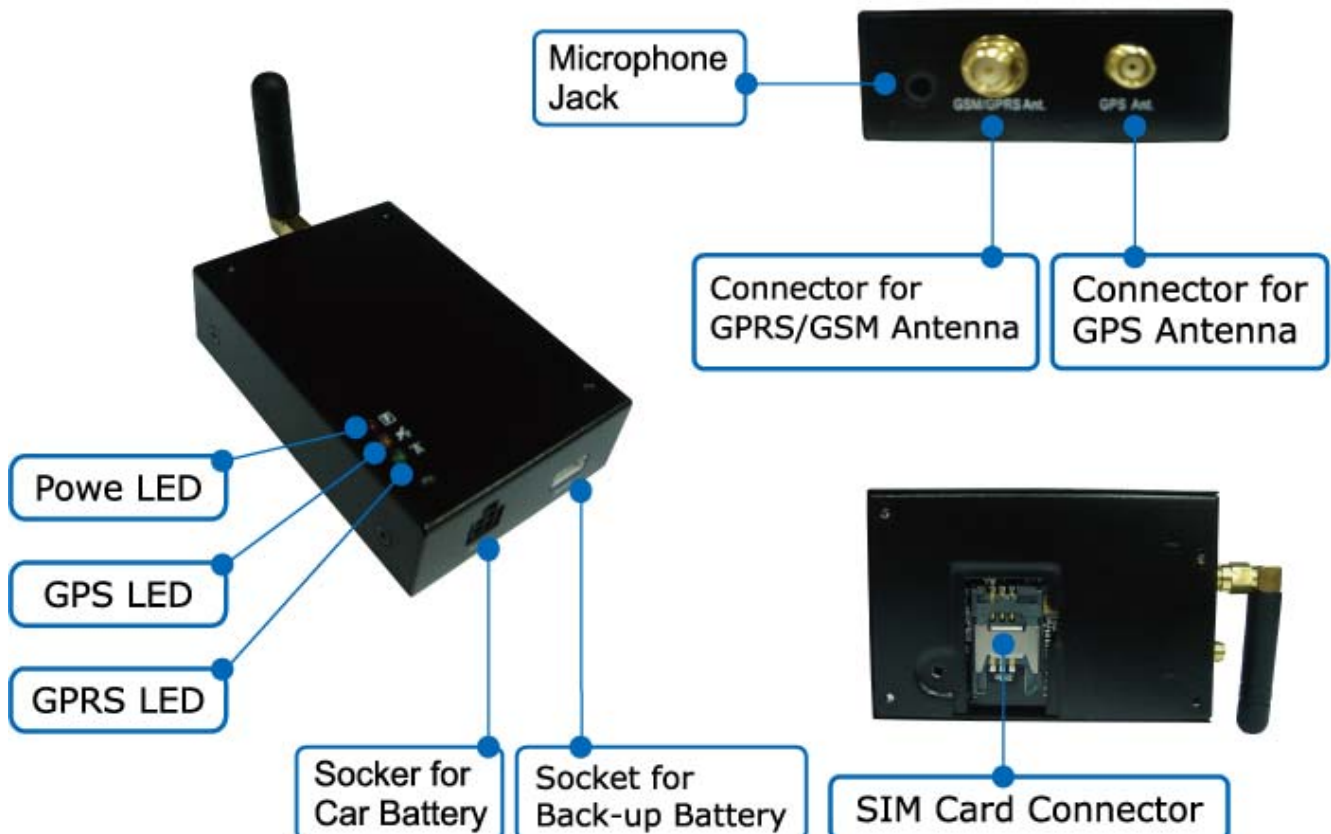 Microphone
Jack
GSM/GPRS Ant.
GPS Ant.
Connector for
GPRS/GSM Antenna
Connector for
GPS Antenna
Powe LED
GPS LED
GPRS LED
Socker for
Car Battery
Socket for
Back-up Battery
SIM Card Connector